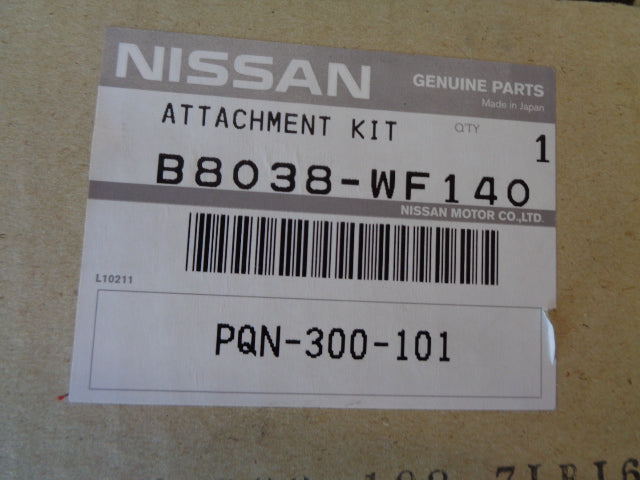 NISSAN GENUINE PARTS
Made in Japan
ATTACHMENT KIT Q'TY 1
B8038-WF140
NISSAN MOTOR CO.,LTD.
L10211
PQN-300-101